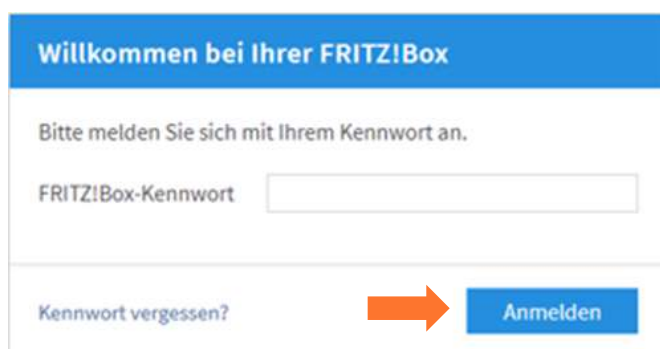 Willkommen bei Ihrer FRITZ!Box
Bitte melden Sie sich mit Ihrem Kennwort an.
FRITZ!Box-Kennwort
Kennwort vergessen?
Anmelden